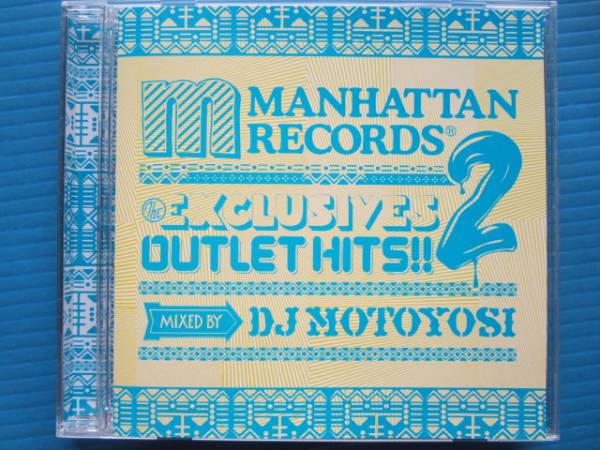 m MANHATTAN
RECORDS®
The EXCLUSIVES
OUTLET HITS!! 2
MIXED BY DJ MOTOYOSI